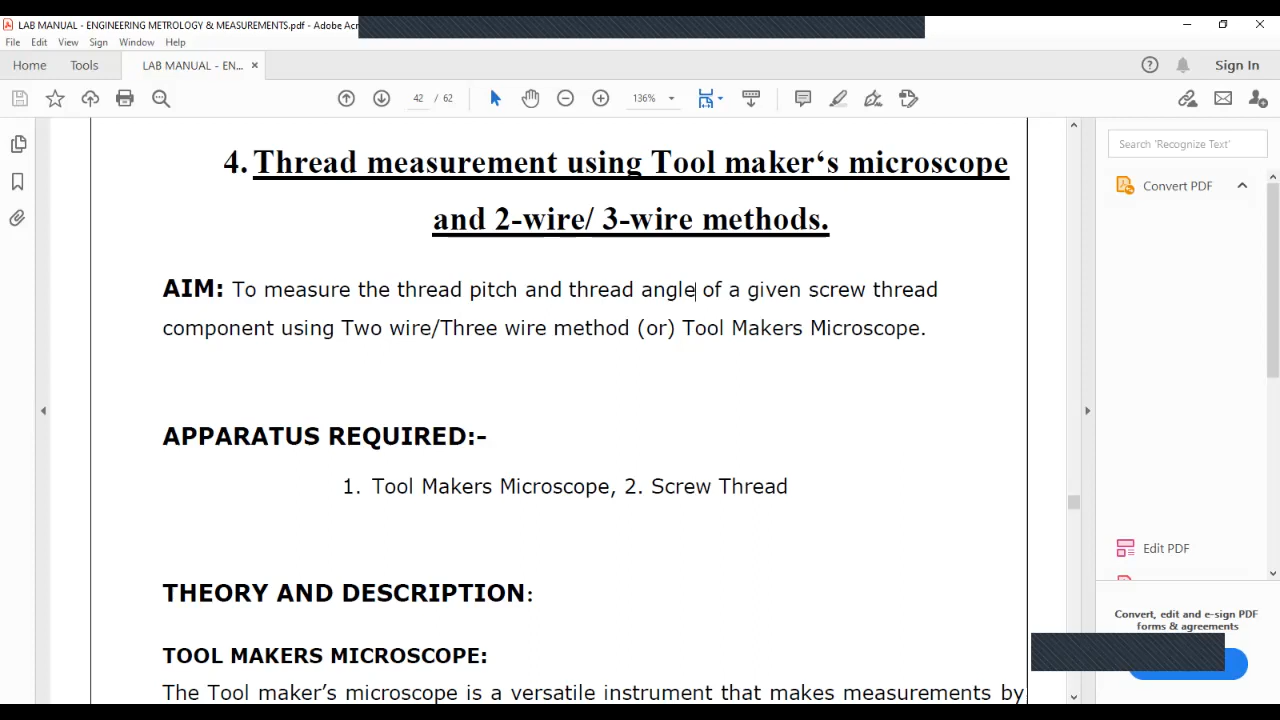 LAB MANUAL - ENGINEERING METROLOGY & MEASUREMENTS.pdf - Adobe Acr
File Edit View Sign Window Help
Home Tools LAB MANUAL - EN... × Sign In
42 / 62 136%
4. Thread measurement using Tool maker‘s microscope
and 2-wire/ 3-wire methods.
AIM: To measure the thread pitch and thread angle of a given screw thread
component using Two wire/Three wire method (or) Tool Makers Microscope.
APPARATUS REQUIRED:-
1. Tool Makers Microscope, 2. Screw Thread
THEORY AND DESCRIPTION:
TOOL MAKERS MICROSCOPE:
The Tool maker’s microscope is a versatile instrument that makes measurements by
Search 'Recognize Text'
Convert PDF
Edit PDF
Convert, edit and e-sign PDF
forms & agreements